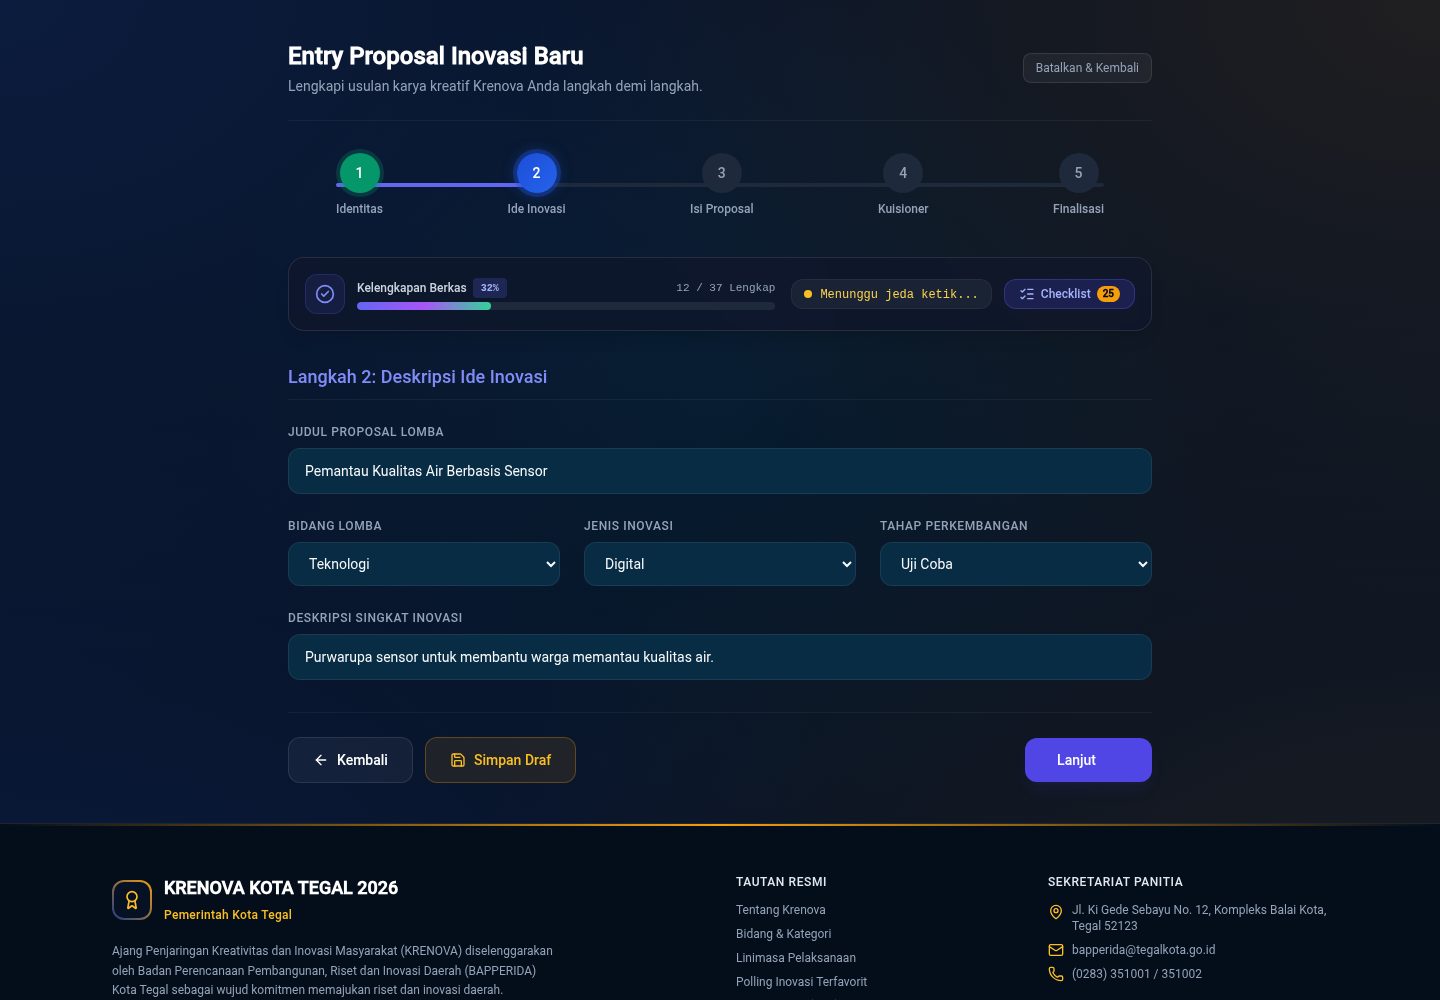 Entry Proposal Inovasi Baru
Lengkapi usulan karya kreatif Krenova Anda langkah demi langkah.
Batalkan & Kembali
1
2
3
4
5
Identitas
Ide Inovasi
Isi Proposal
Kuisioner
Finalisasi
Kelengkapan Berkas 32%
12 / 37 Lengkap
Menunggu jeda ketik...
Checklist 25
Langkah 2: Deskripsi Ide Inovasi
JUDUL PROPOSAL LOMBA
Pemantau Kualitas Air Berbasis Sensor
BIDANG LOMBA
JENIS INOVASI
TAHAP PERKEMBANGAN
Teknologi
Digital
Uji Coba
DESKRIPSI SINGKAT INOVASI
Purwarupa sensor untuk membantu warga memantau kualitas air.
Kembali
Simpan Draf
Lanjut
KRENOVA KOTA TEGAL 2026
Pemerintah Kota Tegal
Ajang Penjaringan Kreativitas dan Inovasi Masyarakat (KRENOVA) diselenggarakan
oleh Badan Perencanaan Pembangunan, Riset dan Inovasi Daerah (BAPPERIDA)
Kota Tegal sebagai wujud komitmen memajukan riset dan inovasi daerah.
TAUTAN RESMI
Tentang Krenova
Bidang & Kategori
Linimasa Pelaksanaan
Polling Inovasi Terfavorit
SEKRETARIAT PANITIA
Jl. Ki Gede Sebayu No. 12, Kompleks Balai Kota,
Tegal 52123
bapperida@tegalkota.go.id
(0283) 351001 / 351002